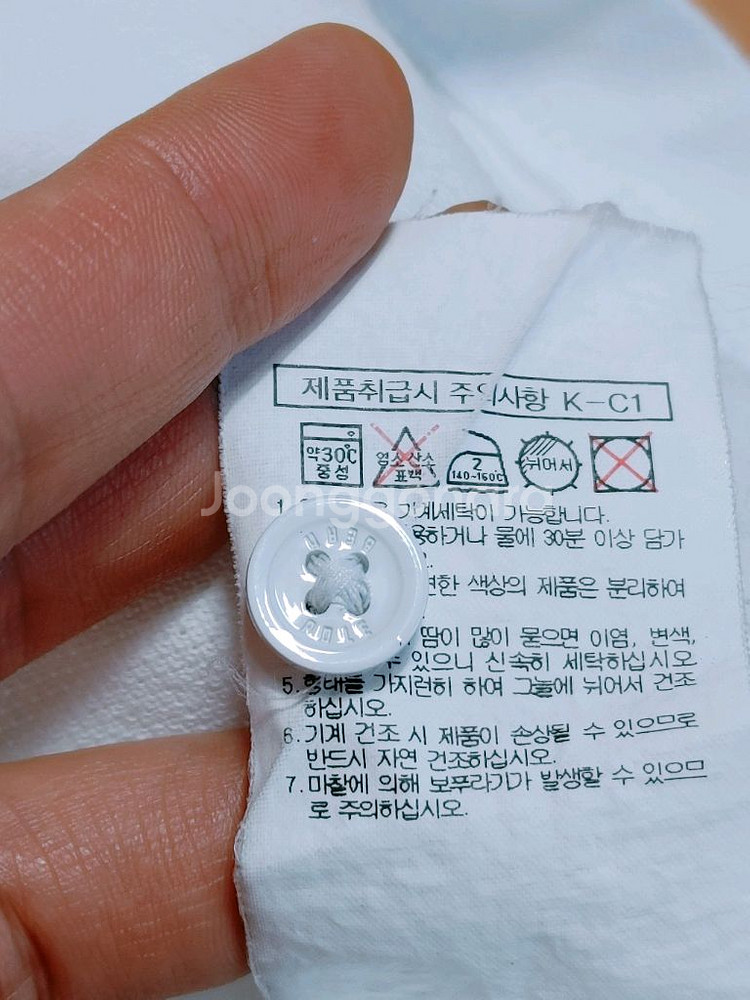 제품취급시 주의사항 K-C1
약30℃
중성
염소산소
표백
2
140~160℃
뉘어서
Joonggonara
1. 기계세탁이 가능합니다.
하거나 물에 30분 이상 담가
색상의 제품은 분리하여
땀이 많이 묻으면 이염, 변색,
있으니 신속히 세탁하십시오
5. 형태를 가지런히 하여 그늘에 뉘어서 건조
하십시오.
6. 기계 건조 시 제품이 손상될 수 있으므로
반드시 자연 건조하십시오.
7. 마찰에 의해 보푸라기가 발생할 수 있으므
로 주의하십시오.